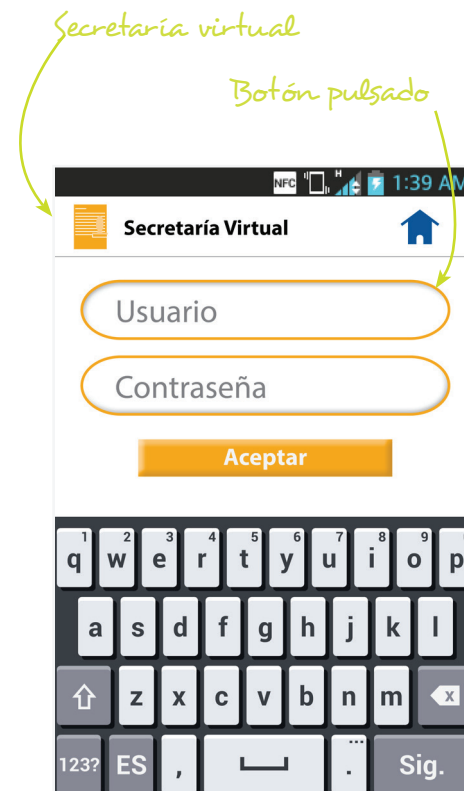 Secretaría virtual
Botón pulsado
NFC H 1:39 AM
Secretaría Virtual
Usuario
Contraseña
Aceptar
1 2 3 4 5 6 7 8 9
q w e r t y u i o p
a s d f g h j k l
z x c v b n m x
123? ES , ... . Sig.